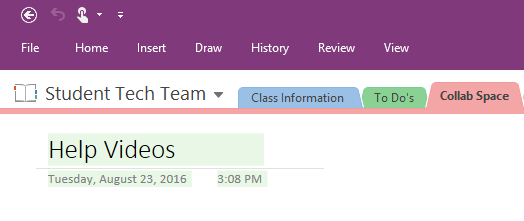 File Home Insert Draw History Review View
Student Tech Team Class Information To Do's Collab Space
Help Videos
Tuesday, August 23, 2016 3:08 PM